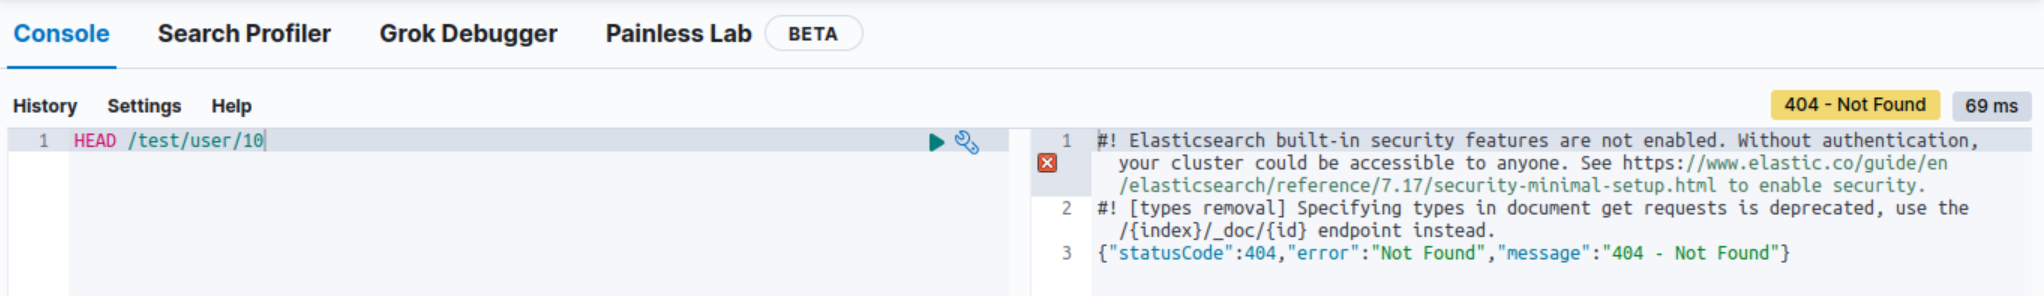 Console Search Profiler Grok Debugger Painless Lab BETA
History Settings Help 404 - Not Found 69 ms
1 HEAD /test/user/10
1 #! Elasticsearch built-in security features are not enabled. Without authentication,
your cluster could be accessible to anyone. See https://www.elastic.co/guide/en
/elasticsearch/reference/7.17/security-minimal-setup.html to enable security.
2 #! [types removal] Specifying types in document get requests is deprecated, use the
/{index}/_doc/{id} endpoint instead.
3 {"statusCode":404,"error":"Not Found","message":"404 - Not Found"}